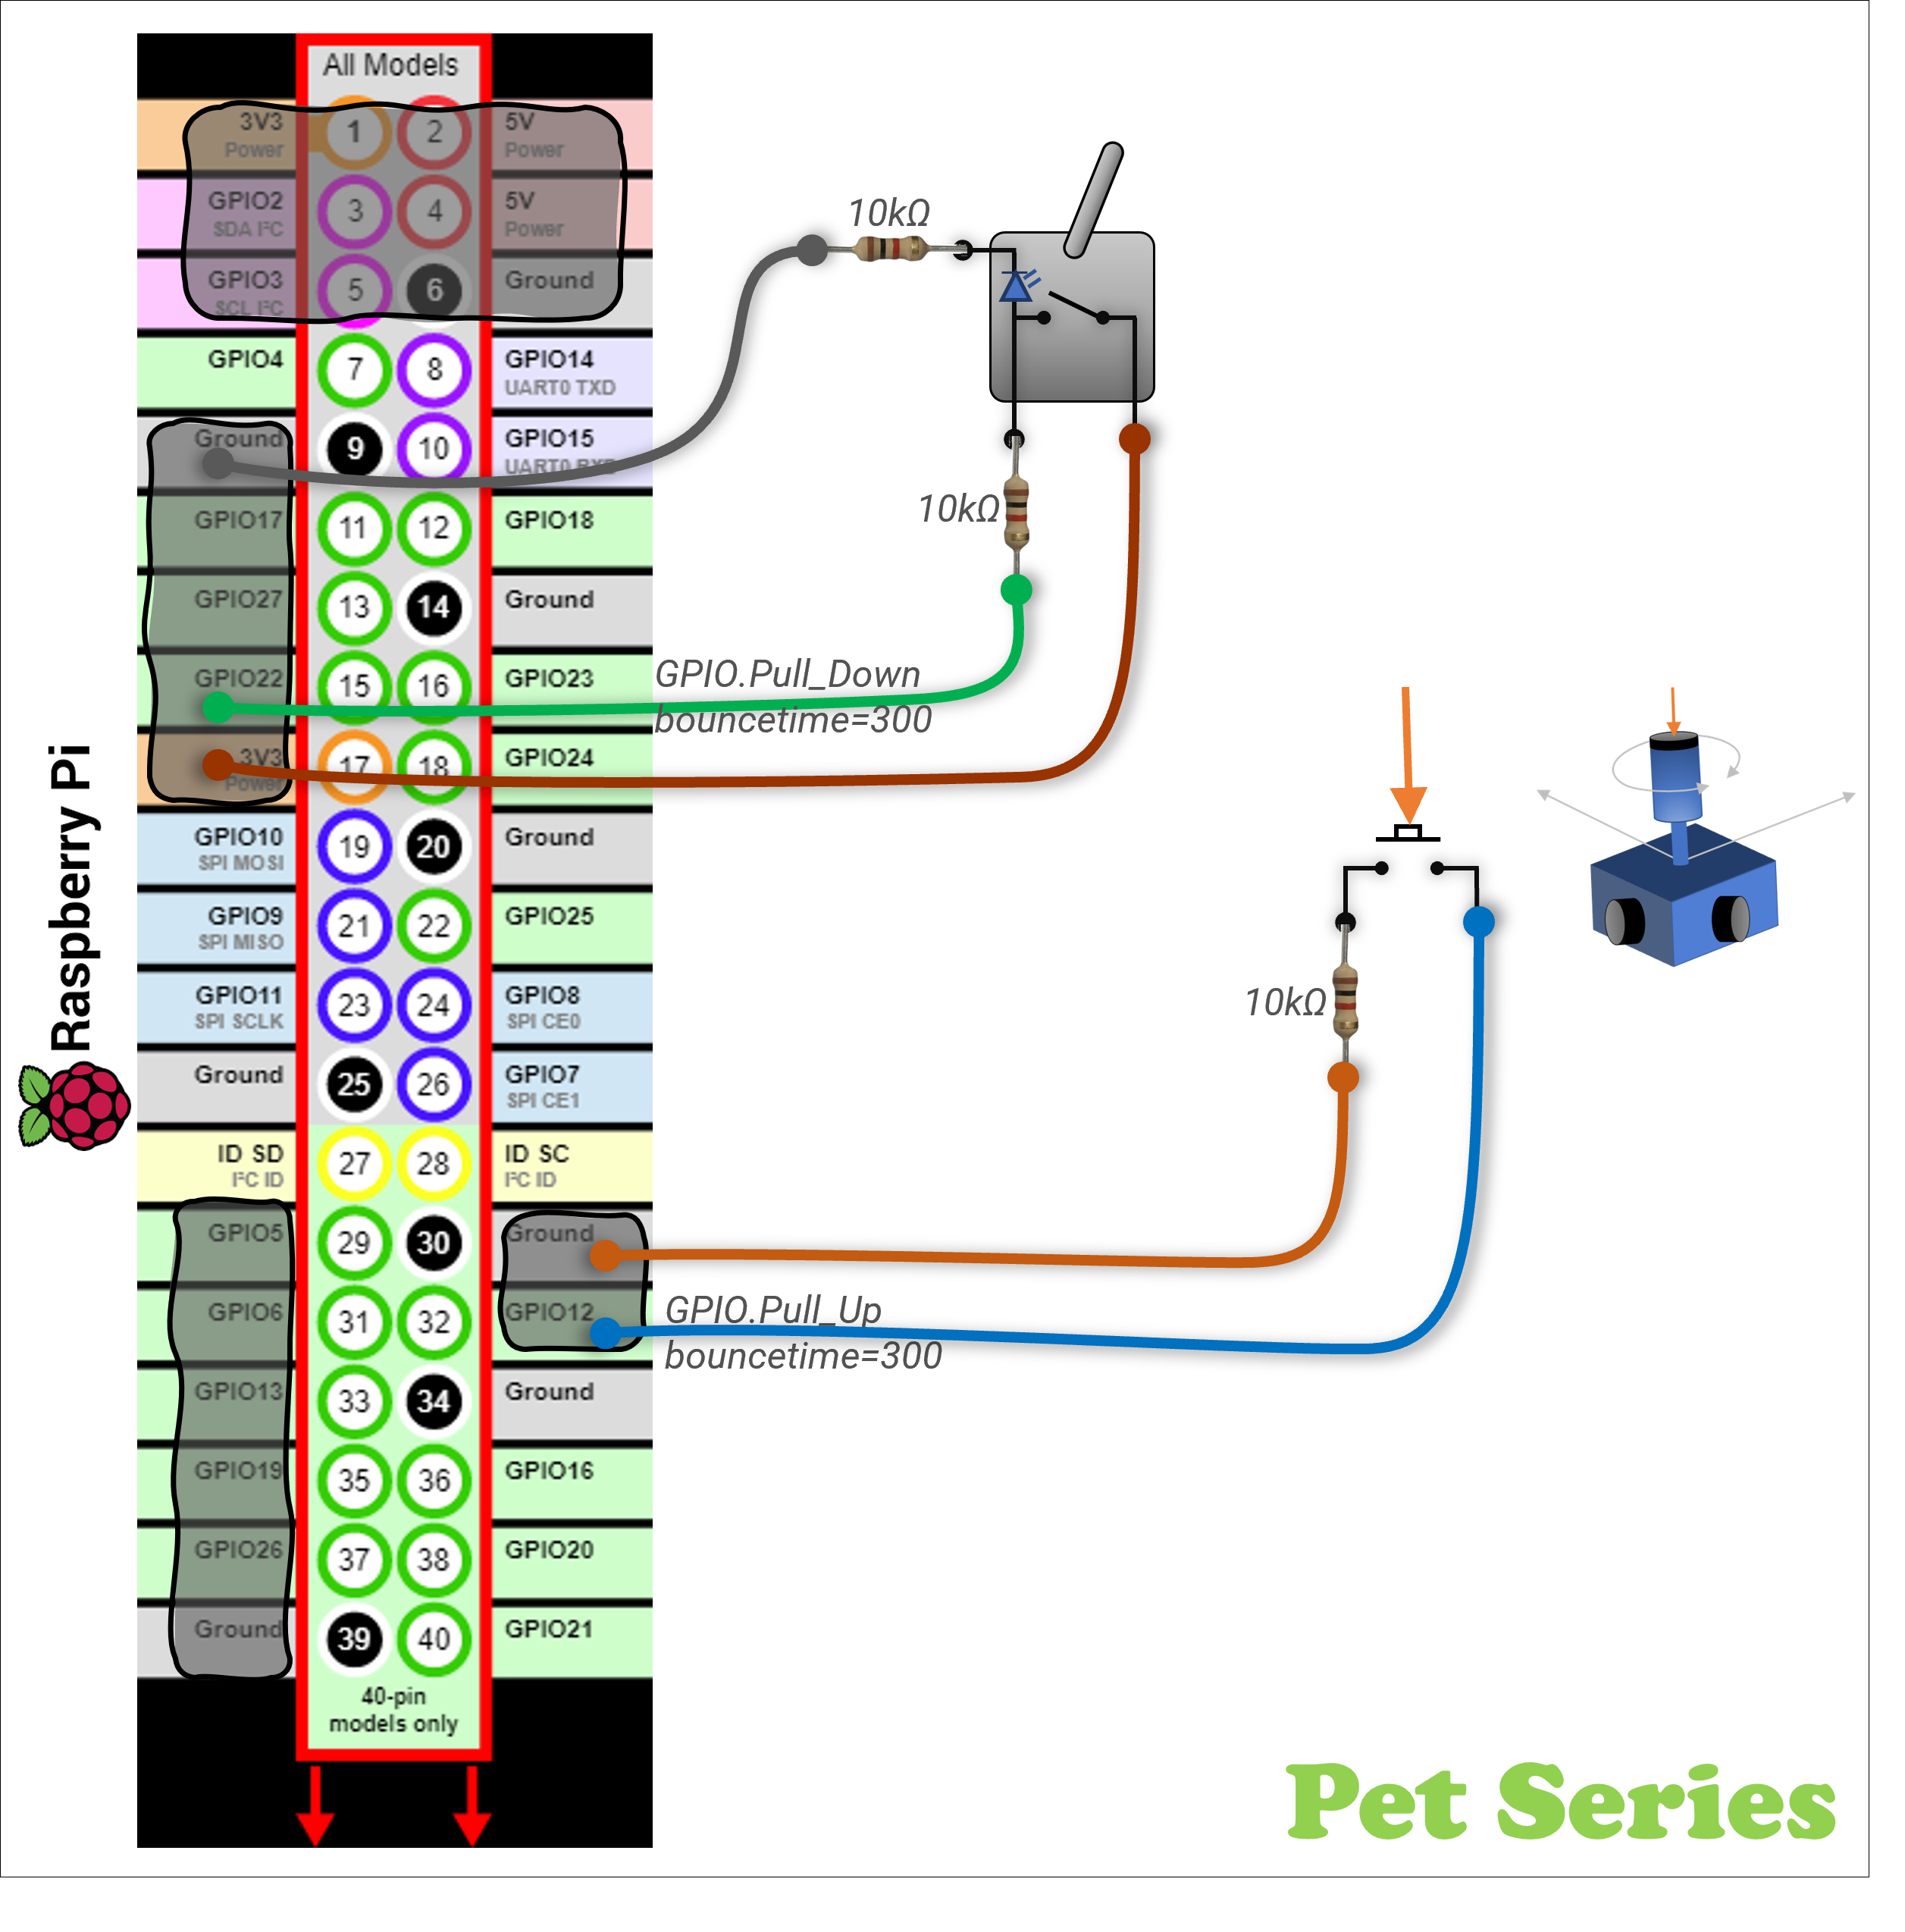 All Models
3V3 Power 1 2 5V Power
GPIO2 SDA I²C 3 4 5V Power
GPIO3 SCL I²C 5 6 Ground
GPIO4 7 8 GPIO14 UART0 TXD
Ground 9 10 GPIO15 UART0 RXD
GPIO17 11 12 GPIO18
GPIO27 13 14 Ground
GPIO22 15 16 GPIO23
3V3 Power 17 18 GPIO24
GPIO10 SPI MOSI 19 20 Ground
GPIO9 SPI MISO 21 22 GPIO25
GPIO11 SPI SCLK 23 24 GPIO8 SPI CE0
Ground 25 26 GPIO7 SPI CE1
ID SD I²C ID 27 28 ID SC I²C ID
GPIO5 29 30 Ground
GPIO6 31 32 GPIO12
GPIO13 33 34 Ground
GPIO19 35 36 GPIO16
GPIO26 37 38 GPIO20
Ground 39 40 GPIO21
40-pin
models only
Raspberry Pi
10kΩ
10kΩ
GPIO.Pull_Down
bouncetime=300
10kΩ
GPIO.Pull_Up
bouncetime=300
Pet Series